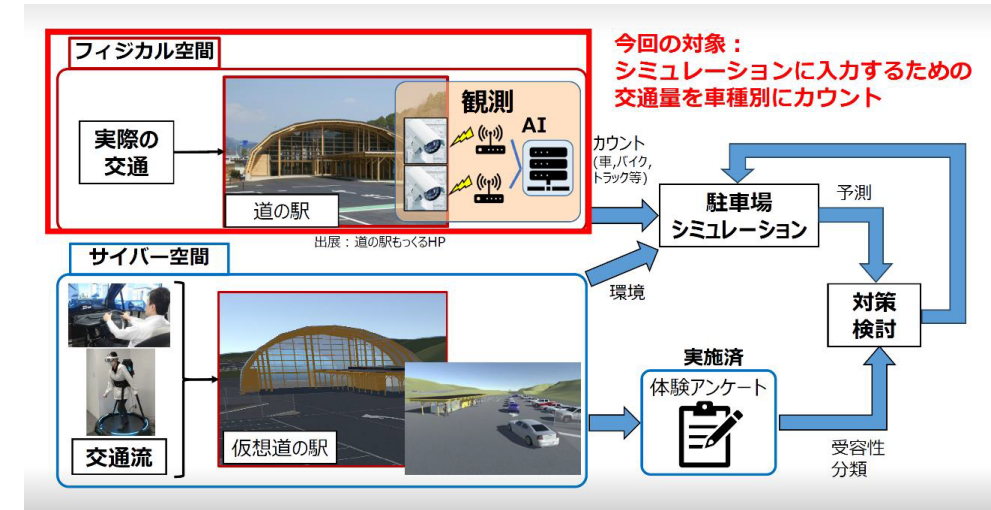 フィジカル空間
今回の対象：
シミュレーションに入力するための
交通量を車種別にカウント
実際の
交通
道の駅
観測
AI
カウント
(車,バイク,
トラック等)
出展：道の駅もっくるHP
駐車場
シミュレーション
予測
環境
対策
検討
サイバー空間
交通流
仮想道の駅
実施済
体験アンケート
受容性
分類